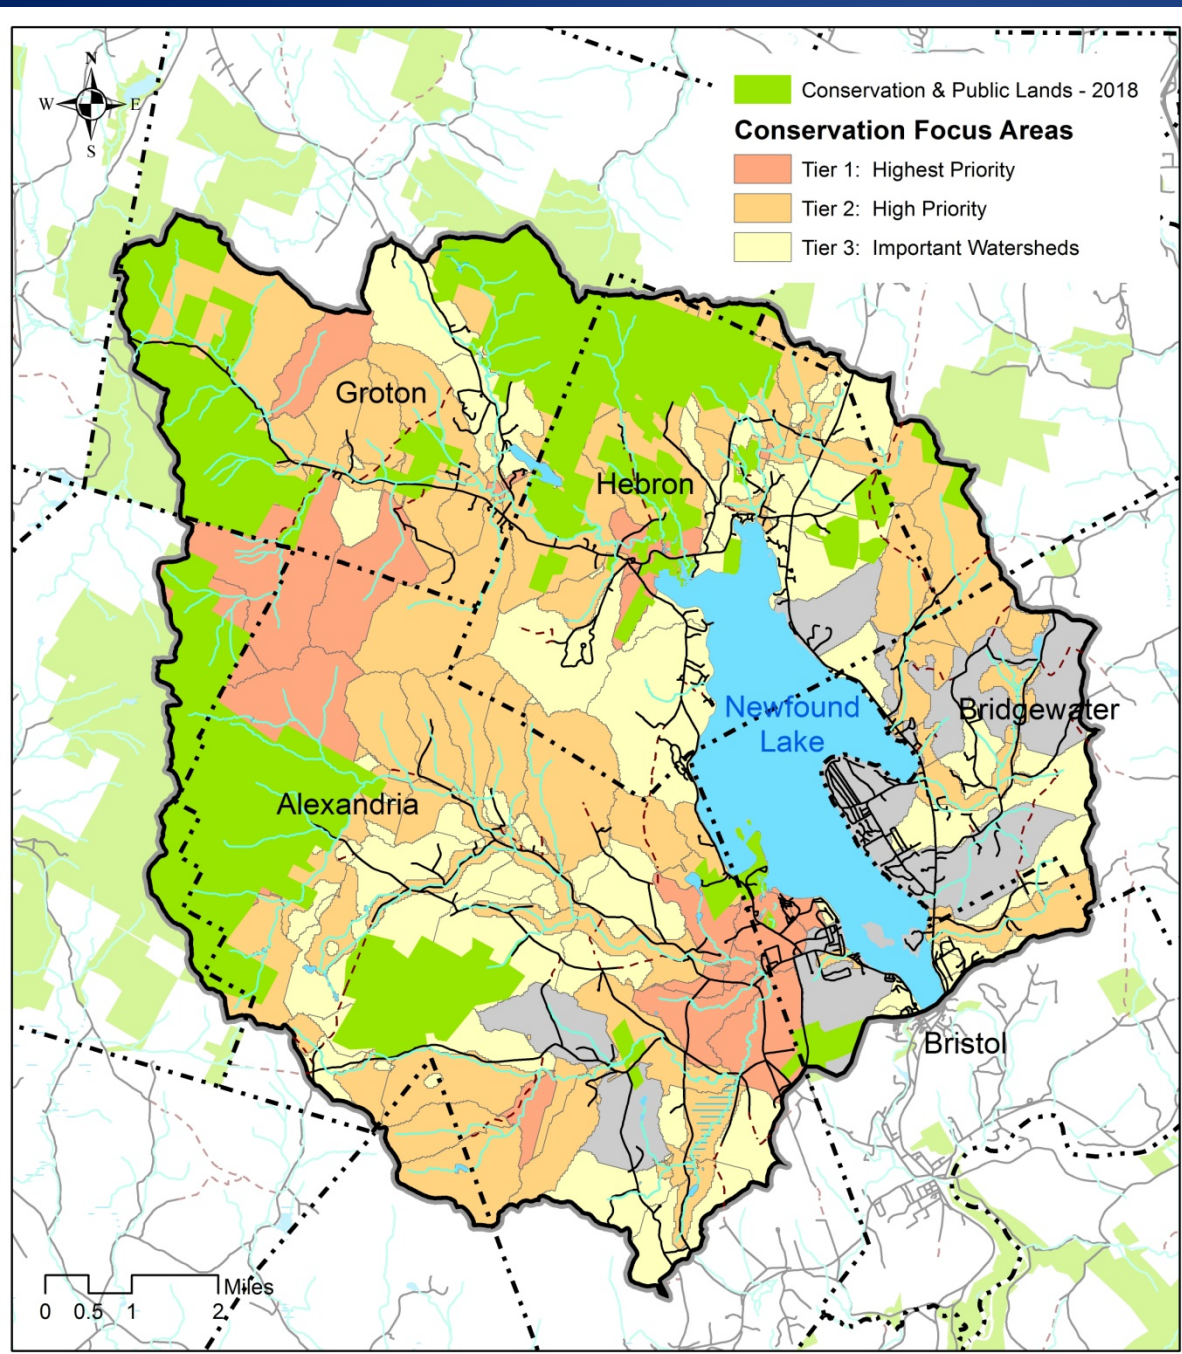 N
W E
S
Conservation & Public Lands - 2018
Conservation Focus Areas
Tier 1: Highest Priority
Tier 2: High Priority
Tier 3: Important Watersheds
Groton
Hebron
Newfound
Lake
Bridgewater
Alexandria
Bristol
Miles
0 0.5 1 2